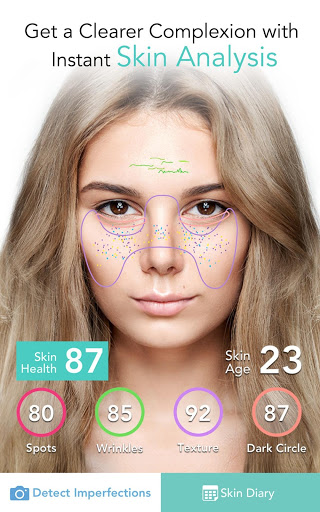 Get a Clearer Complexion with
Instant Skin Analysis
Skin Health 87
Skin Age 23
80
85
92
87
Spots
Wrinkles
Texture
Dark Circle
Detect Imperfections
Skin Diary